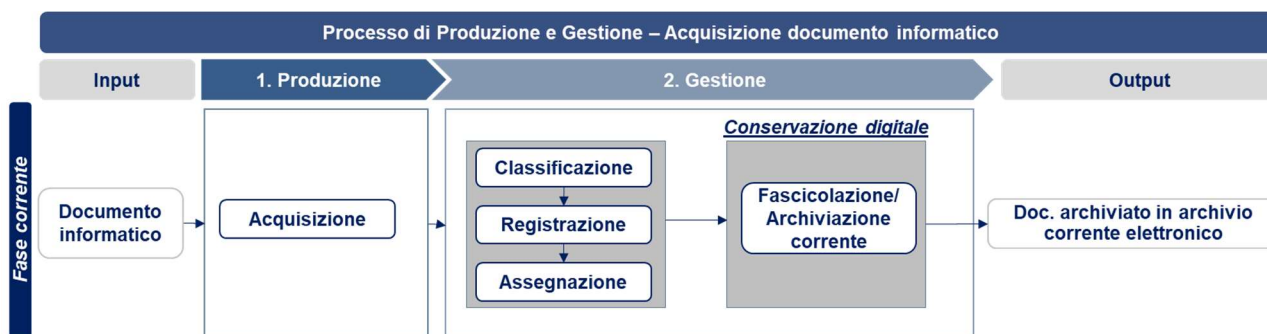 Processo di Produzione e Gestione – Acquisizione documento informatico
Input
1. Produzione
2. Gestione
Output
Fase corrente
Documento
informatico
Acquisizione
Classificazione
Registrazione
Assegnazione
Conservazione digitale
Fascicolazione/
Archiviazione
corrente
Doc. archiviato in archivio
corrente elettronico